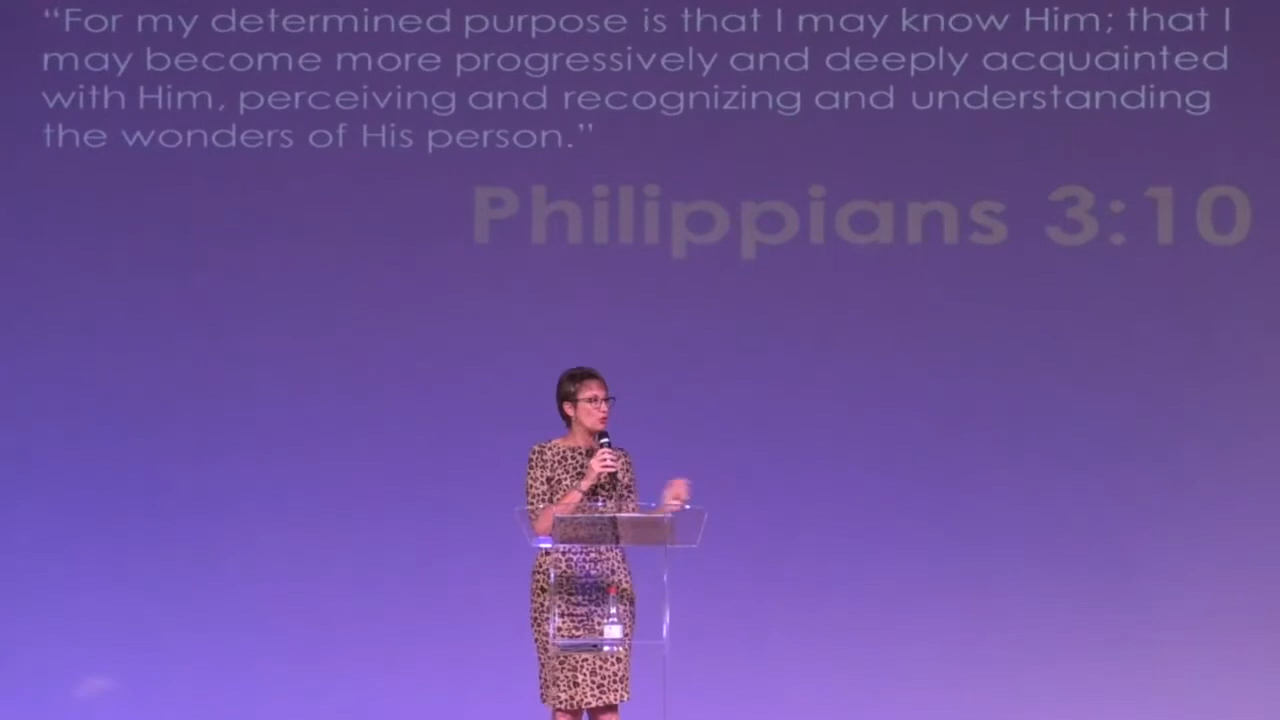 “For my determined purpose is that I may know Him; that I
may become more progressively and deeply acquainted
with Him, perceiving and recognizing and understanding
the wonders of His person.”
Philippians 3:10